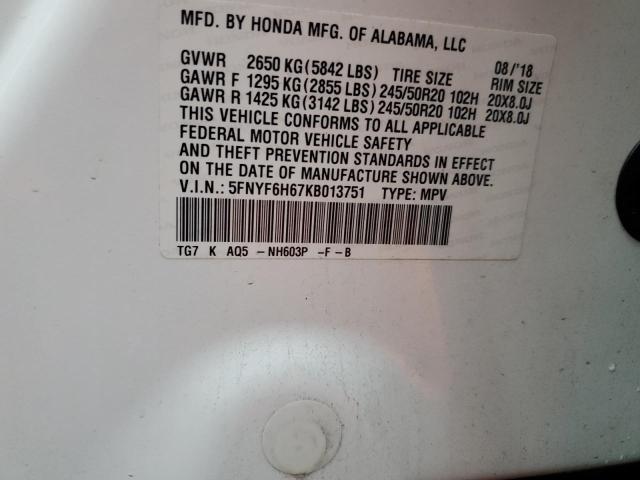 MFD. BY HONDA MFG. OF ALABAMA, LLC
08/'18
GVWR 2650 KG(5842 LBS) TIRE SIZE RIM SIZE
GAWR F 1295 KG(2855 LBS)245/50R20 102H 20X8.0J
GAWR R 1425 KG(3142 LBS)245/50R20 102H 20X8.0J
THIS VEHICLE CONFORMS TO ALL APPLICABLE
FEDERAL MOTOR VEHICLE SAFETY
AND THEFT PREVENTION STANDARDS IN EFFECT
ON THE DATE OF MANUFACTURE SHOWN ABOVE.
V.I.N.: 5FNYF6H67KB013751 TYPE: MPV
TG7 K AQ5 -NH603P -F -B